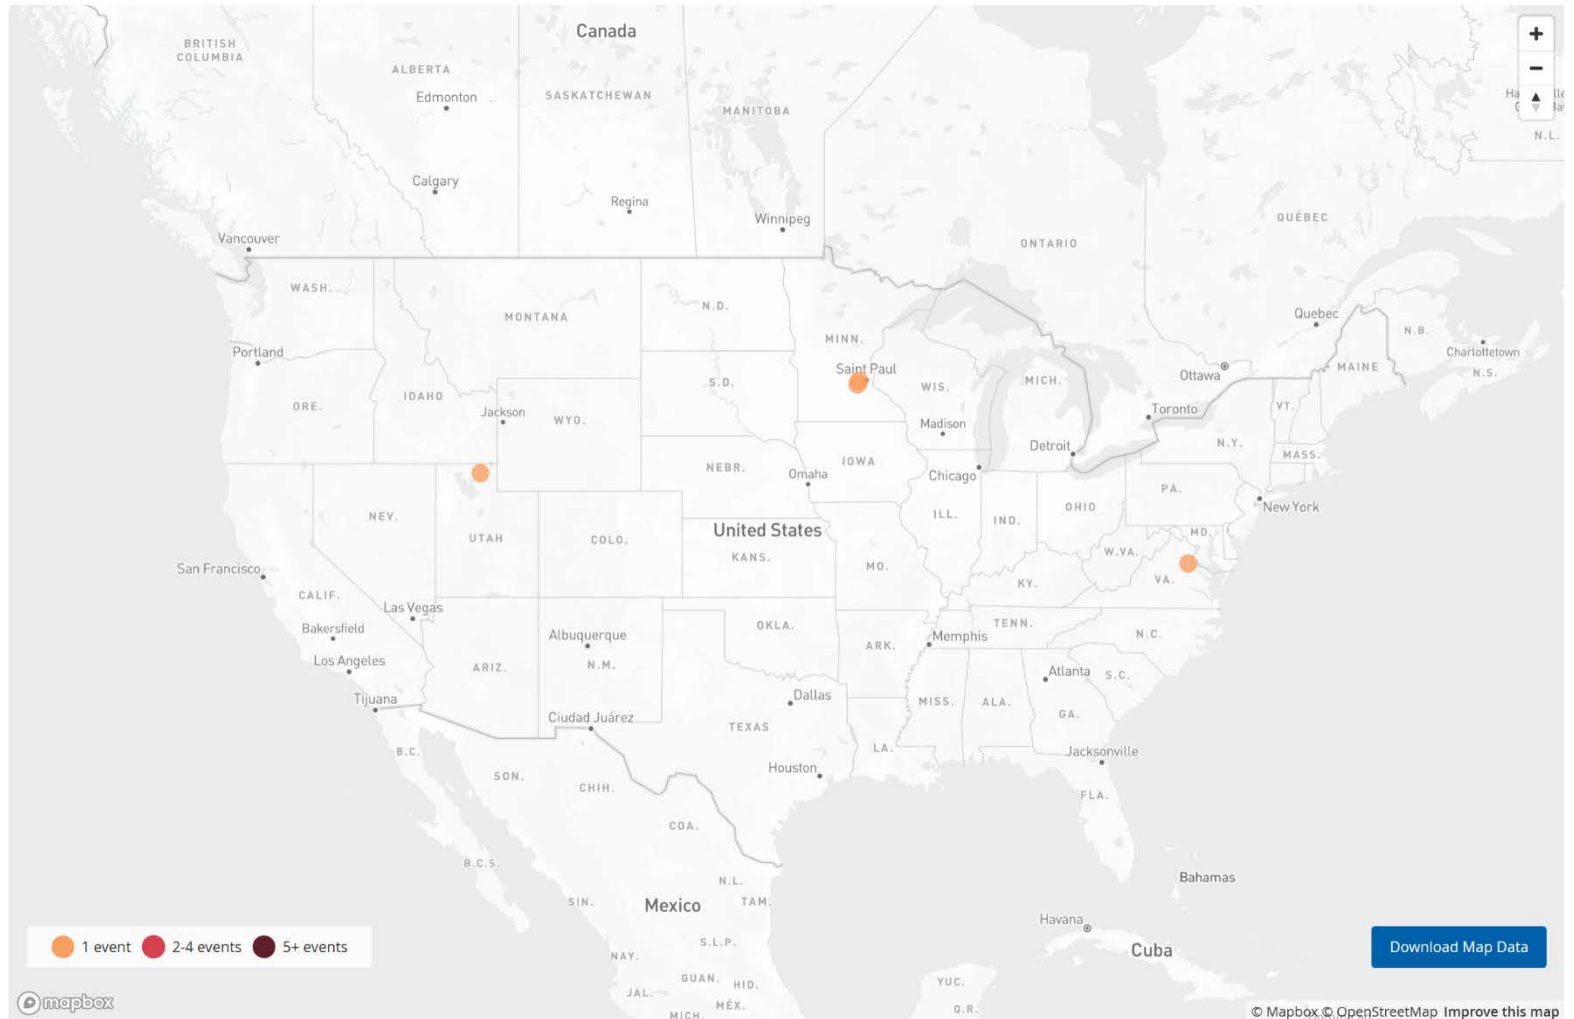 Canada
BRITISH
COLUMBIA
ALBERTA
Edmonton
SASKATCHEWAN
MANITOBA
N.L.
Calgary
Regina
Winnipeg
QUÉBEC
Vancouver
ONTARIO
WASH.
MONTANA
N.D.
Quebec
N.B.
MINN.
Portland
Charlottetown
Saint Paul
MAINE
N.S.
Ottawa
IDAHO
S.D.
WIS.
MICH.
ORE.
Jackson
WYO.
Toronto
VT.
Madison
N.Y.
Detroit
MASS.
NEBR.
Omaha
IOWA
Chicago
PA.
New York
NEV.
ILL.
IND.
OHIO
UTAH
COLO.
United States
MD.
KANS.
W.VA.
San Francisco
MO.
KY.
VA.
CALIF.
Las Vegas
Bakersfield
Albuquerque
OKLA.
TENN.
N.C.
Memphis
ARK.
Los Angeles
ARIZ.
N.M.
Atlanta
S.C.
Tijuana
Dallas
MISS.
ALA.
GA.
Ciudad Juárez
TEXAS
B.C.
LA.
Jacksonville
SON.
CHIH.
Houston
FLA.
COA.
B.C.S.
N.L.
Bahamas
SIN.
Mexico
TAM.
Havana
1 event
2-4 events
5+ events
S.L.P.
Cuba
Download Map Data
NAY.
GUAN.
HID.
YUC.
JAL.
MÉX.
MICH.
Q.R.
mapbox
© Mapbox © OpenStreetMap Improve this map